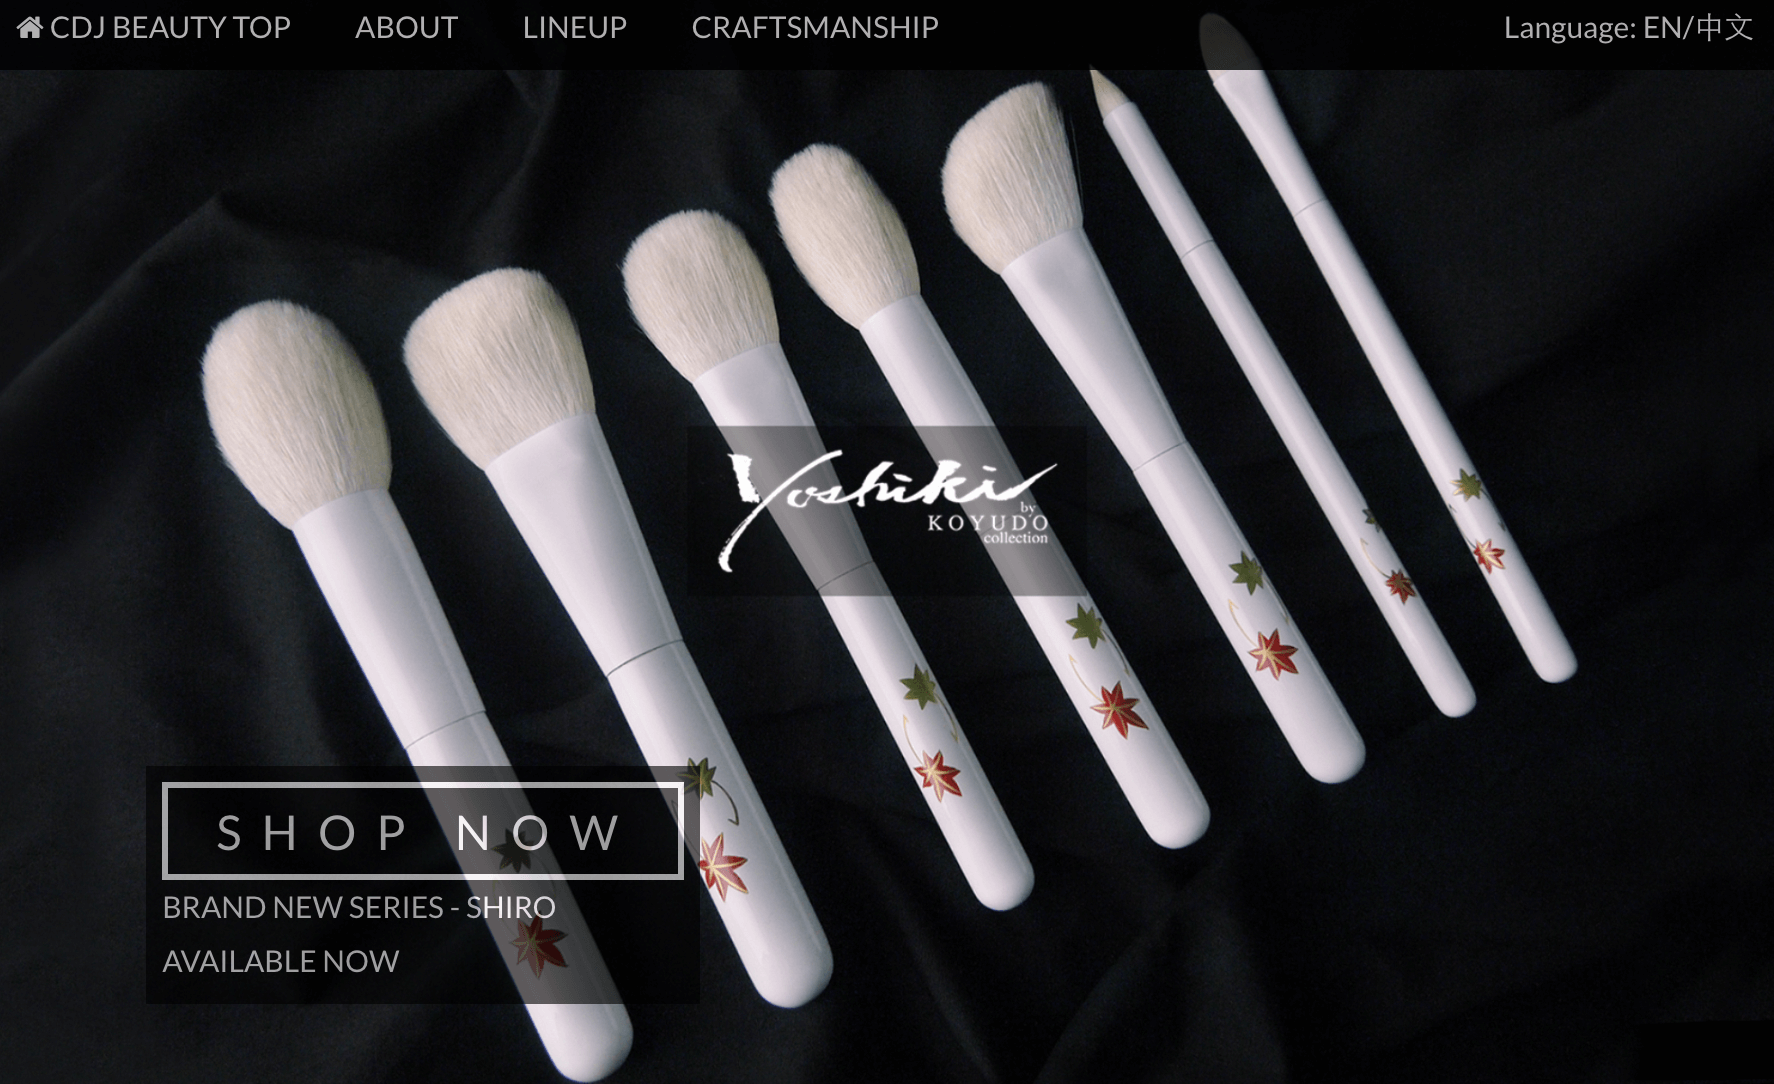 CDJ BEAUTY TOP ABOUT LINEUP CRAFTSMANSHIP Language: EN/中文
Yoshiki
by
KOYUDO
collection
SHOP NOW
BRAND NEW SERIES - SHIRO
AVAILABLE NOW